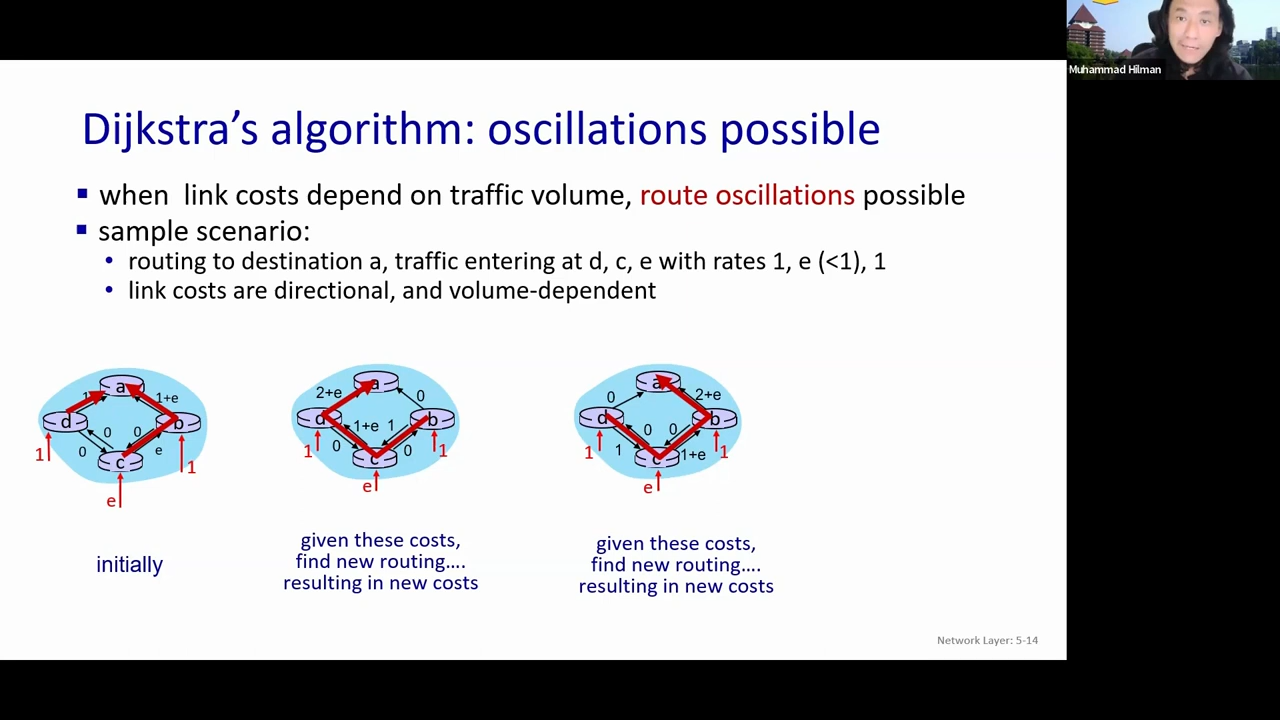 Muhammad Hilman
Dijkstra's algorithm: oscillations possible
▪ when link costs depend on traffic volume, route oscillations possible
▪ sample scenario:
• routing to destination a, traffic entering at d, c, e with rates 1, e (<1), 1
• link costs are directional, and volume-dependent
a
1
1+e
d
b
0
0
0
e
c
1
1
e
initially
a
2+e
0
d
b
1+e
1
0
0
c
1
1
e
given these costs,
find new routing....
resulting in new costs
a
0
2+e
d
b
0
0
1
1+e
c
1
1
e
given these costs,
find new routing....
resulting in new costs
Network Layer: 5-14